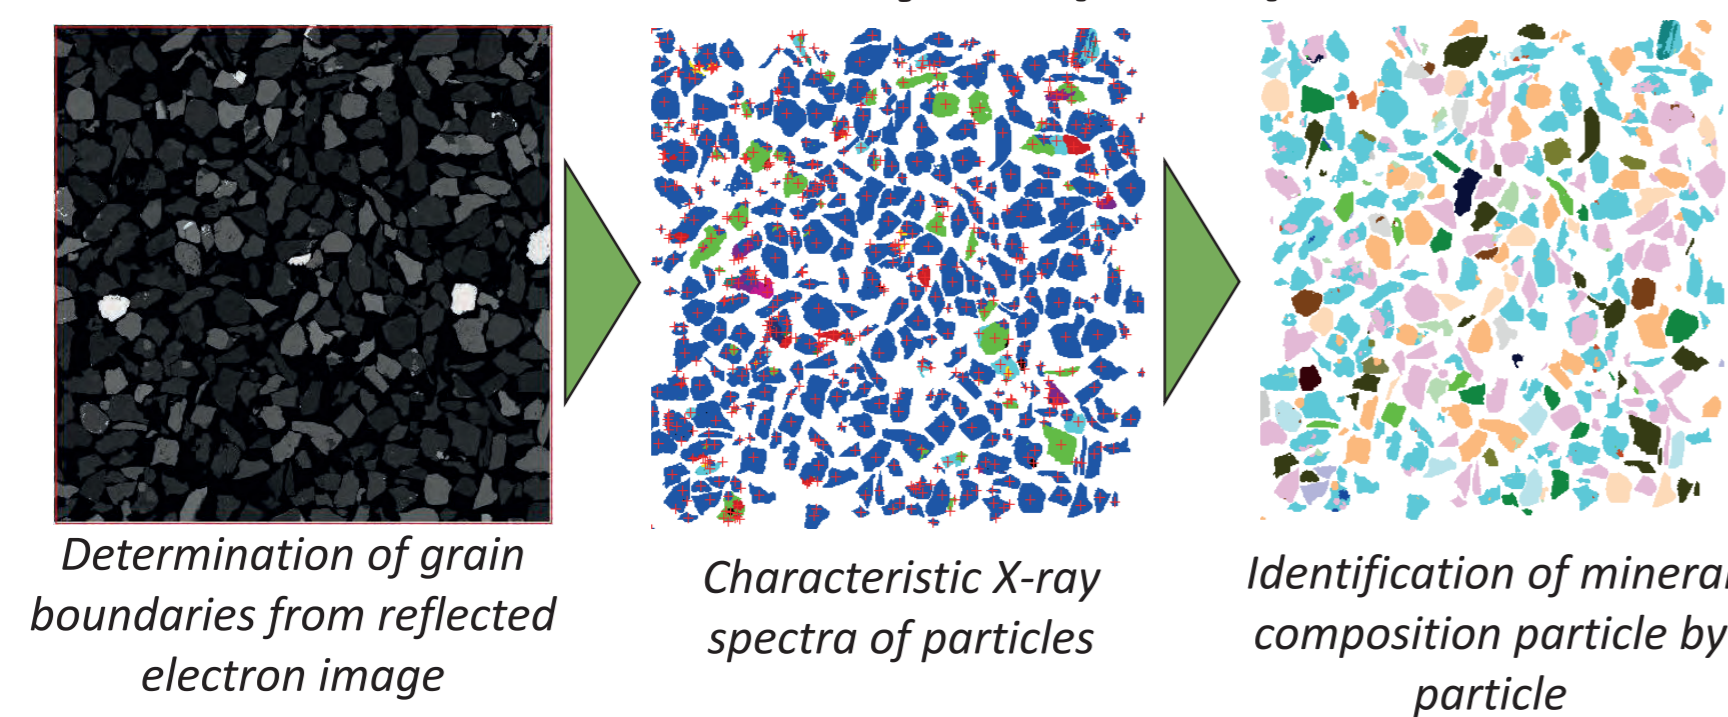 Determination of grain
boundaries from reflected
electron image
Characteristic X-ray
spectra of particles
Identification of minera
composition particle by
particle